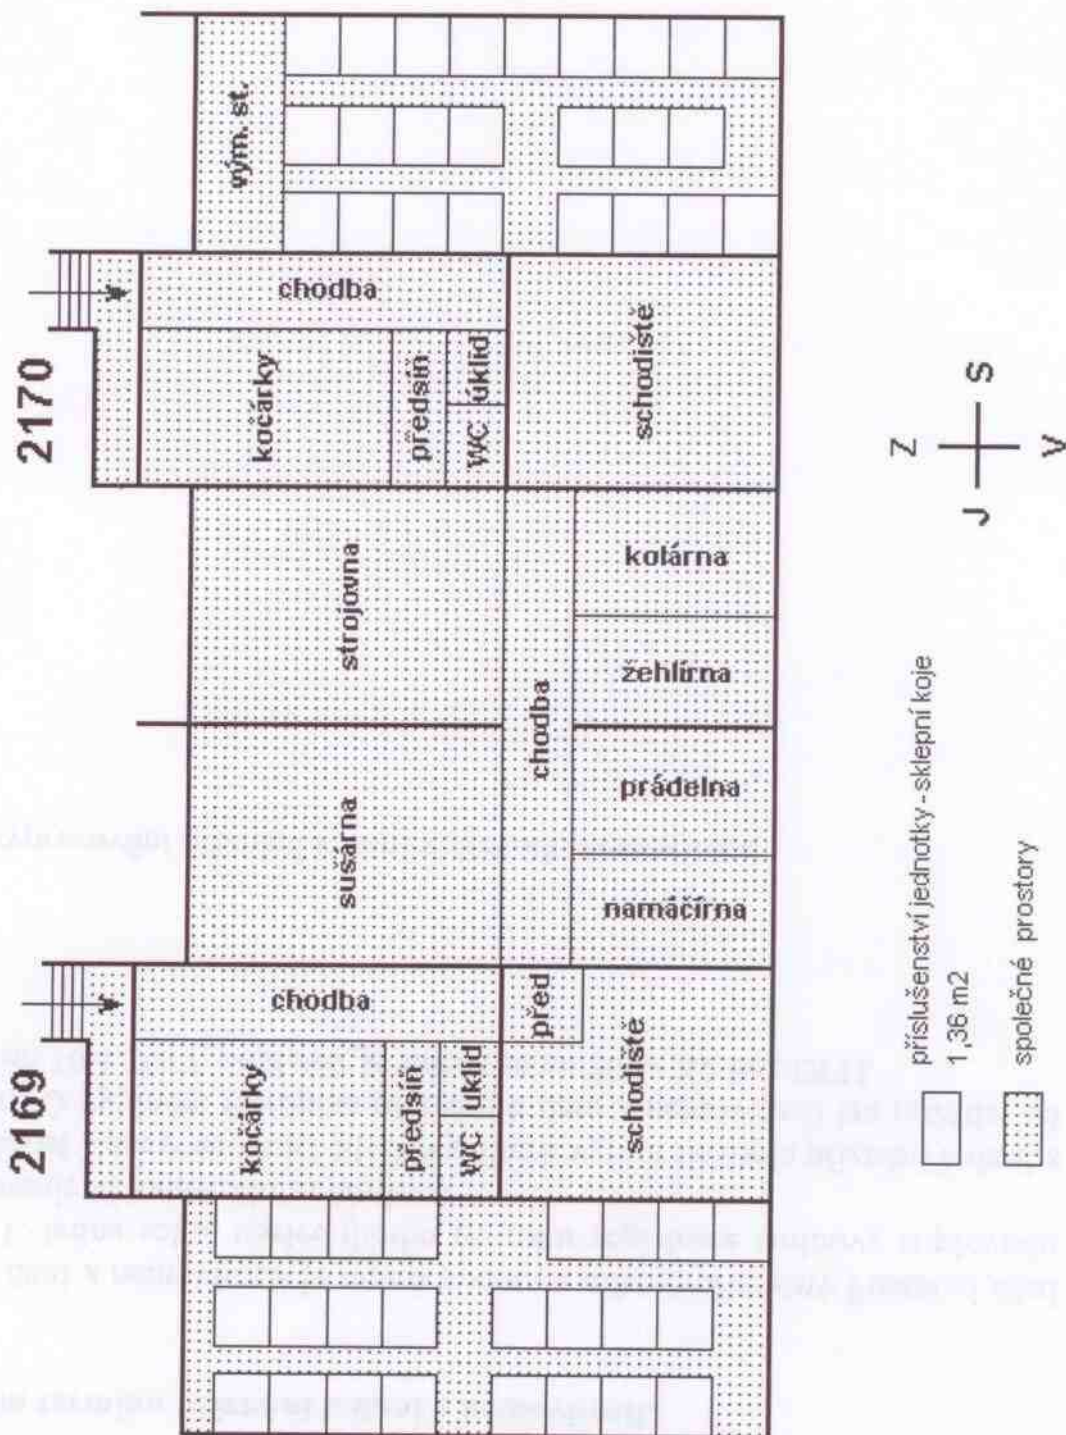 2169
2170
v
v
vým. st.
kočárky
chodba
sušárna
strojovna
kočárky
chodba
předsíň
předsíň
WC
úklid
WC
úklid
před
chodba
schodiště
namáčírna
prádelna
žehlírna
kolárna
schodiště
příslušenství jednotky - sklepní koje
1,36 m2
společné prostory
Z
J
S
V